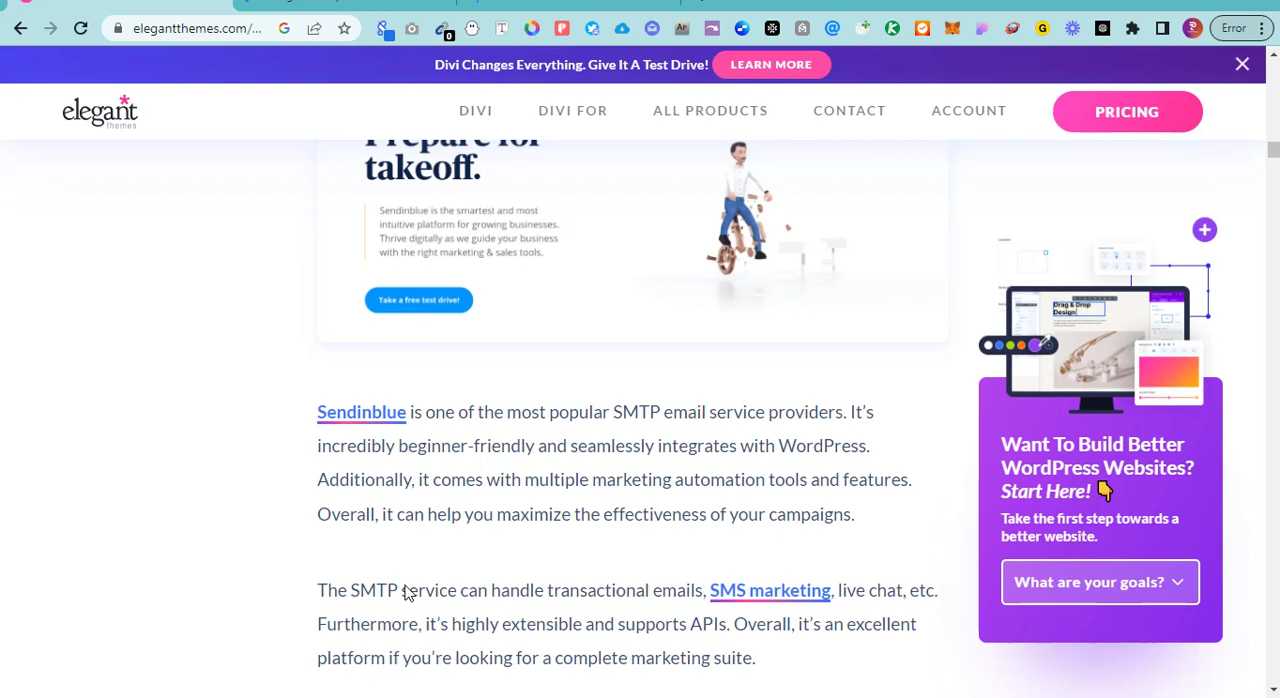 elegantthemes.com/...
0
Error
Divi Changes Everything. Give It A Test Drive!
LEARN MORE
elegant
themes
DIVI
DIVI FOR
ALL PRODUCTS
CONTACT
ACCOUNT
PRICING
Prepare for
takeoff.
Sendinblue is the smartest and most
intuitive platform for growing businesses.
Thrive digitally as we guide your business
with the right marketing & sales tools.
Take a free test drive!
Sendinblue is one of the most popular SMTP email service providers. It’s
incredibly beginner-friendly and seamlessly integrates with WordPress.
Additionally, it comes with multiple marketing automation tools and features.
Overall, it can help you maximize the effectiveness of your campaigns.
The SMTP service can handle transactional emails, SMS marketing, live chat, etc.
Furthermore, it’s highly extensible and supports APIs. Overall, it’s an excellent
platform if you’re looking for a complete marketing suite.
Drag & Drop
Design
Want To Build Better
WordPress Websites?
Start Here!
Take the first step towards a
better website.
What are your goals?